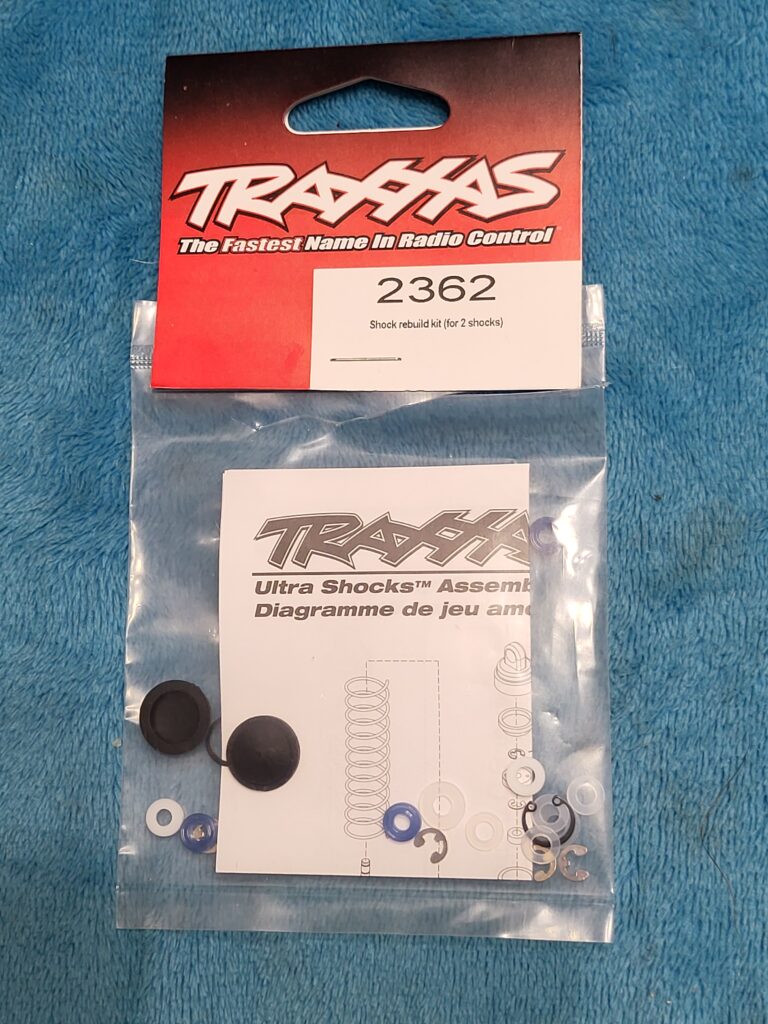 TRAXXAS
The Fastest Name In Radio Control
2362
Shock rebuild kit (for 2 shocks)
TRAXXA
Ultra Shocks™ Assemb
Diagramme de jeu amo